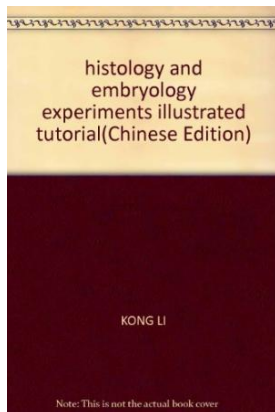 histology and
embryology
experiments illustrated
tutorial(Chinese Edition)
KONG LI
Note: This is not the actual book cover